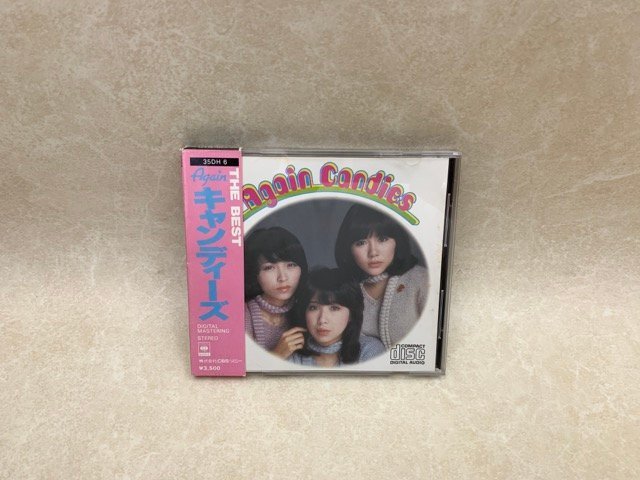 35DH 6
Again
THE BEST
キャンディーズ
DIGITAL
MASTERING
STEREO
¥3,500
Again Candies
COMPACT
disc
DIGITAL AUDIO